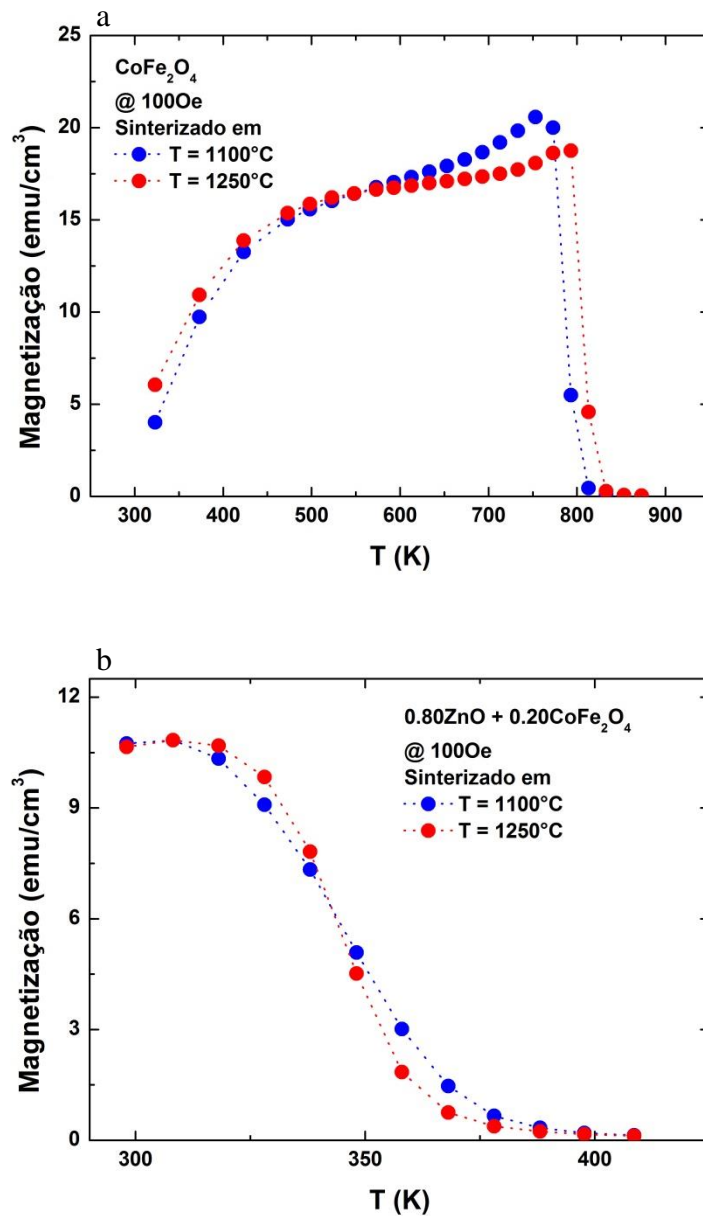 a
25
20
15
10
5
0
Magnetização (emu/cm³)
CoFe₂O₄
@ 100Oe
Sinterizado em
T = 1100°C
T = 1250°C
300 400 500 600 700 800 900
T (K)
b
12
9
6
3
0
Magnetização (emu/cm³)
0.80ZnO + 0.20CoFe₂O₄
@ 100Oe
Sinterizado em
T = 1100°C
T = 1250°C
300 350 400
T (K)